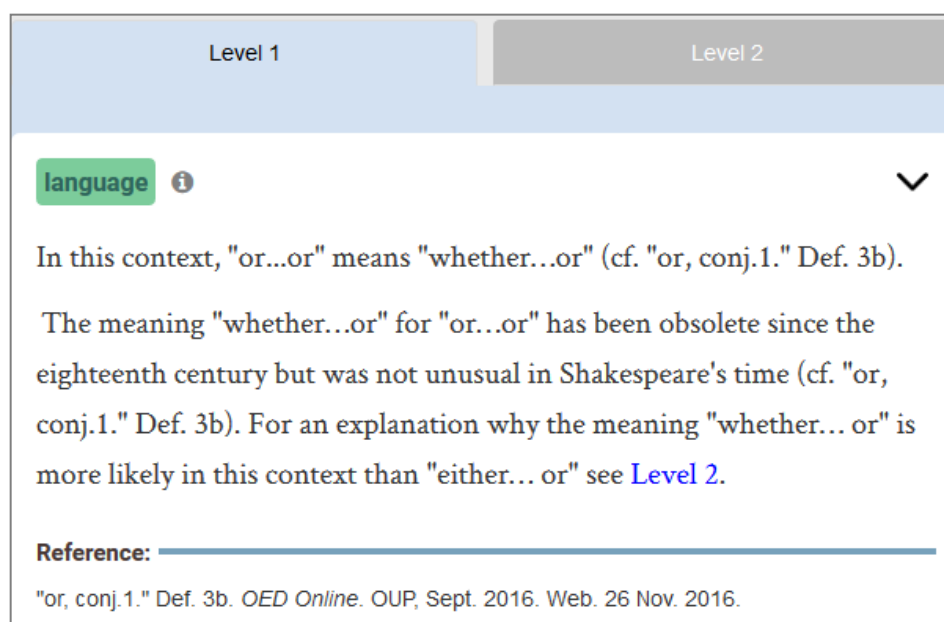 Level 1 Level 2
language
In this context, "or...or" means "whether…or" (cf. "or, conj.1." Def. 3b).
The meaning "whether…or" for "or…or" has been obsolete since the
eighteenth century but was not unusual in Shakespeare's time (cf. "or,
conj.1." Def. 3b). For an explanation why the meaning "whether… or" is
more likely in this context than "either… or" see Level 2.
Reference:
"or, conj.1." Def. 3b. OED Online. OUP, Sept. 2016. Web. 26 Nov. 2016.